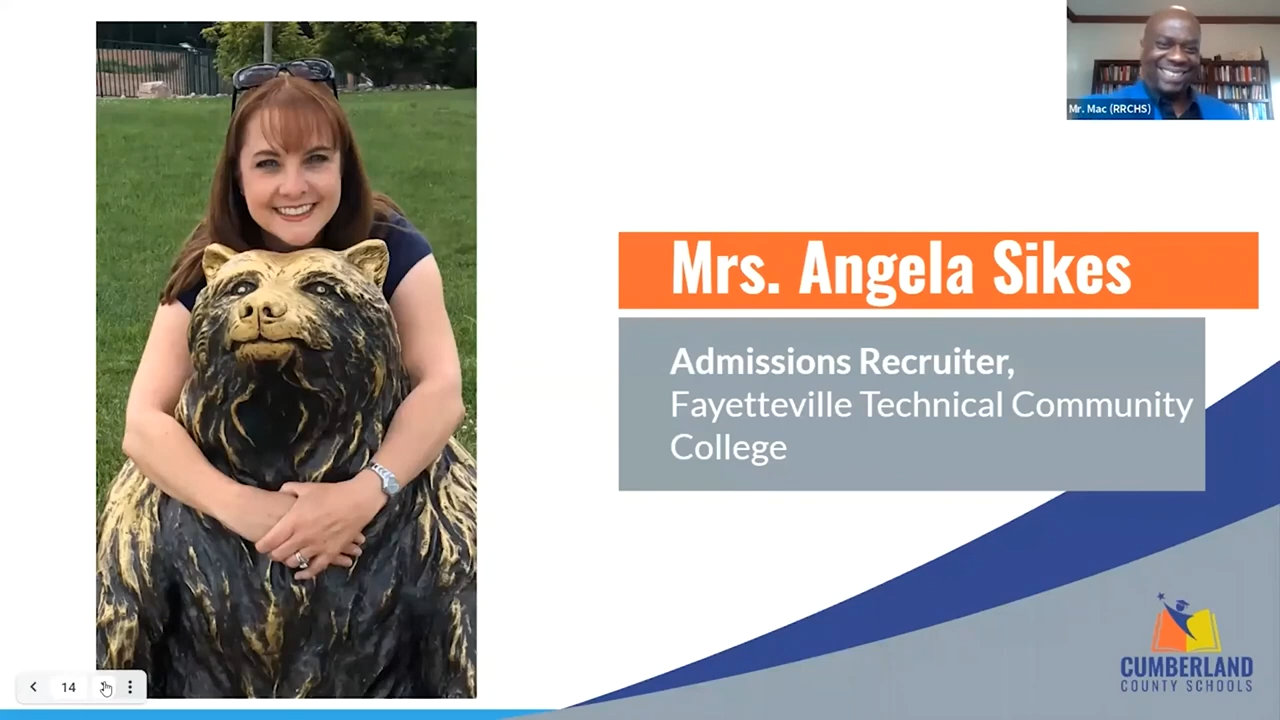 Mr. Mac (RRCHS)
Mrs. Angela Sikes
Admissions Recruiter,
Fayetteville Technical Community
College
CUMBERLAND
COUNTY SCHOOLS
14